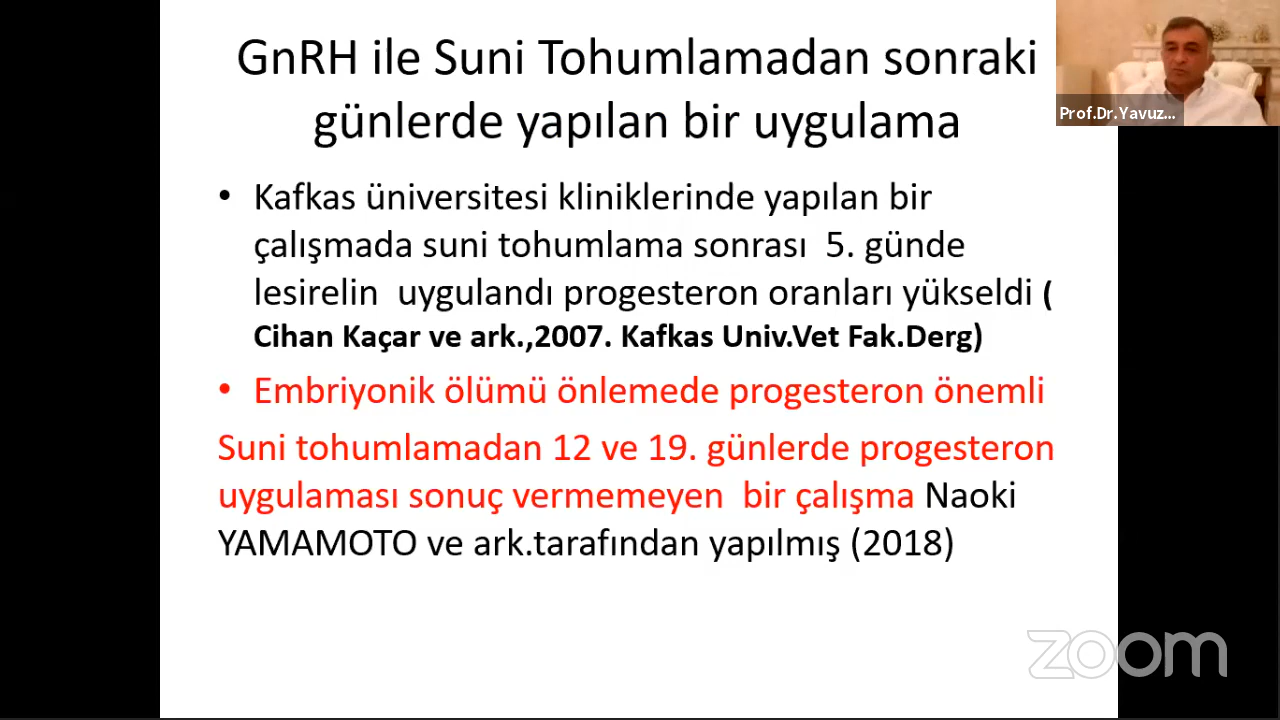 GnRH ile Suni Tohumlamadan sonraki
günlerde yapılan bir uygulama
Prof.Dr.Yavuz...
• Kafkas üniversitesi kliniklerinde yapılan bir
çalışmada suni tohumlama sonrası 5. günde
lesirelin uygulandı progesteron oranları yükseldi (
Cihan Kaçar ve ark.,2007. Kafkas Univ.Vet Fak.Derg)
• Embriyonik ölümü önlemede progesteron önemli
Suni tohumlamadan 12 ve 19. günlerde progesteron
uygulaması sonuç vermemeyen bir çalışma Naoki
YAMAMOTO ve ark.tarafından yapılmış (2018)
zoom